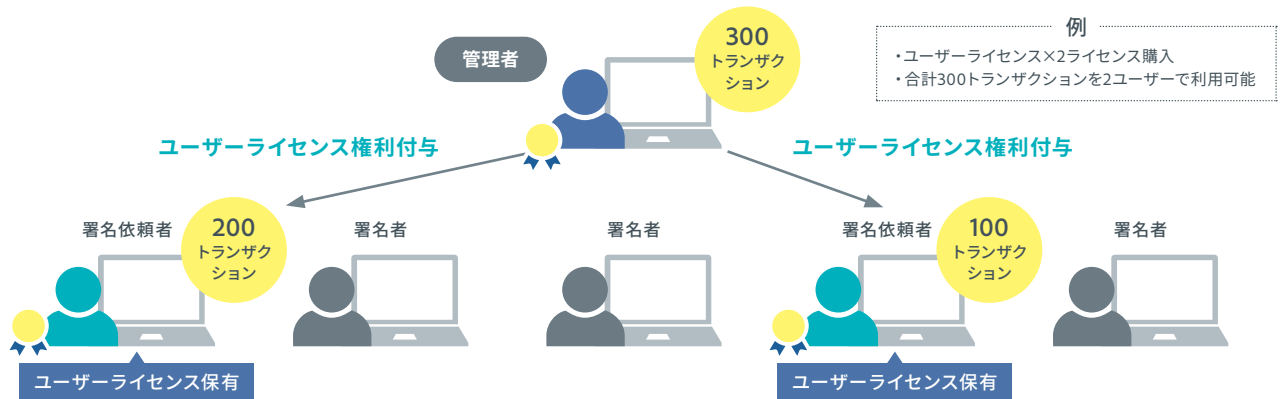 管理者
300
トランザク
ション
例
・ユーザーライセンス×2ライセンス購入
・合計300トランザクションを2ユーザーで利用可能
ユーザーライセンス権利付与
ユーザーライセンス権利付与
署名依頼者
200
トランザク
ション
署名者
署名者
署名依頼者
100
トランザク
ション
署名者
ユーザーライセンス保有
ユーザーライセンス保有